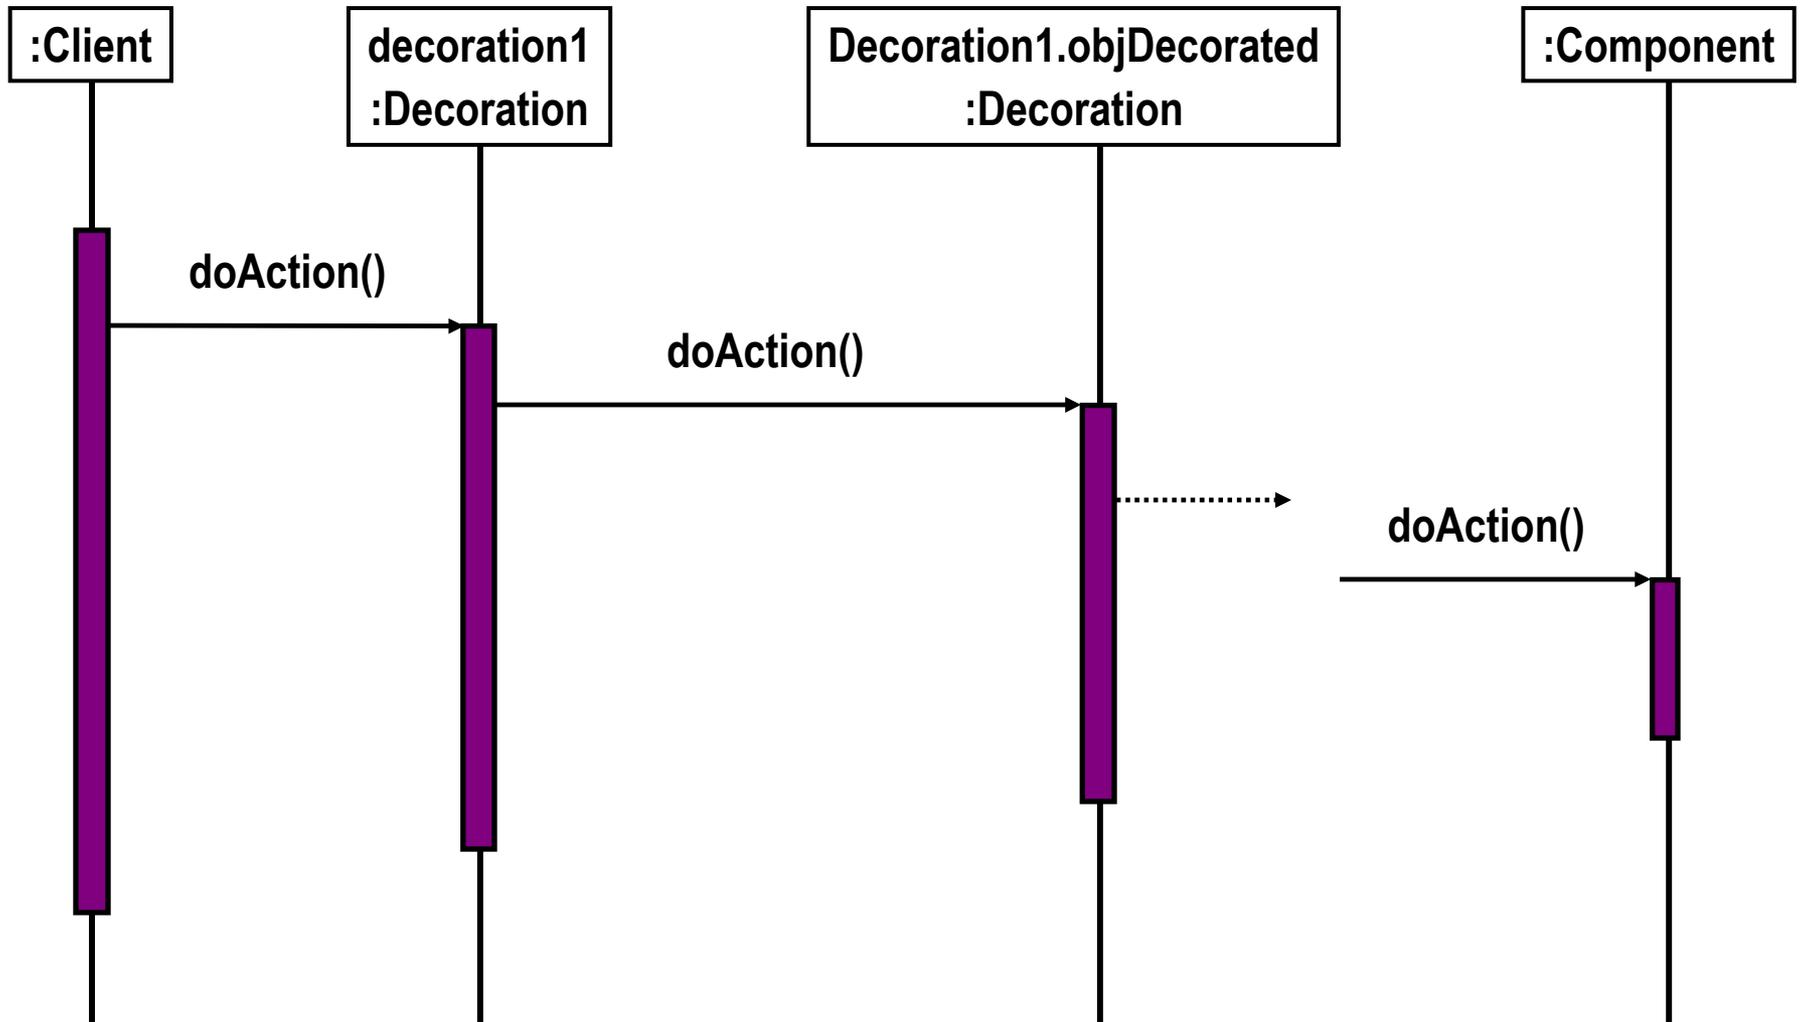 :Client
decoration1
:Decoration
Decoration1.objDecorated
:Decoration
:Component
doAction()
doAction()
doAction()